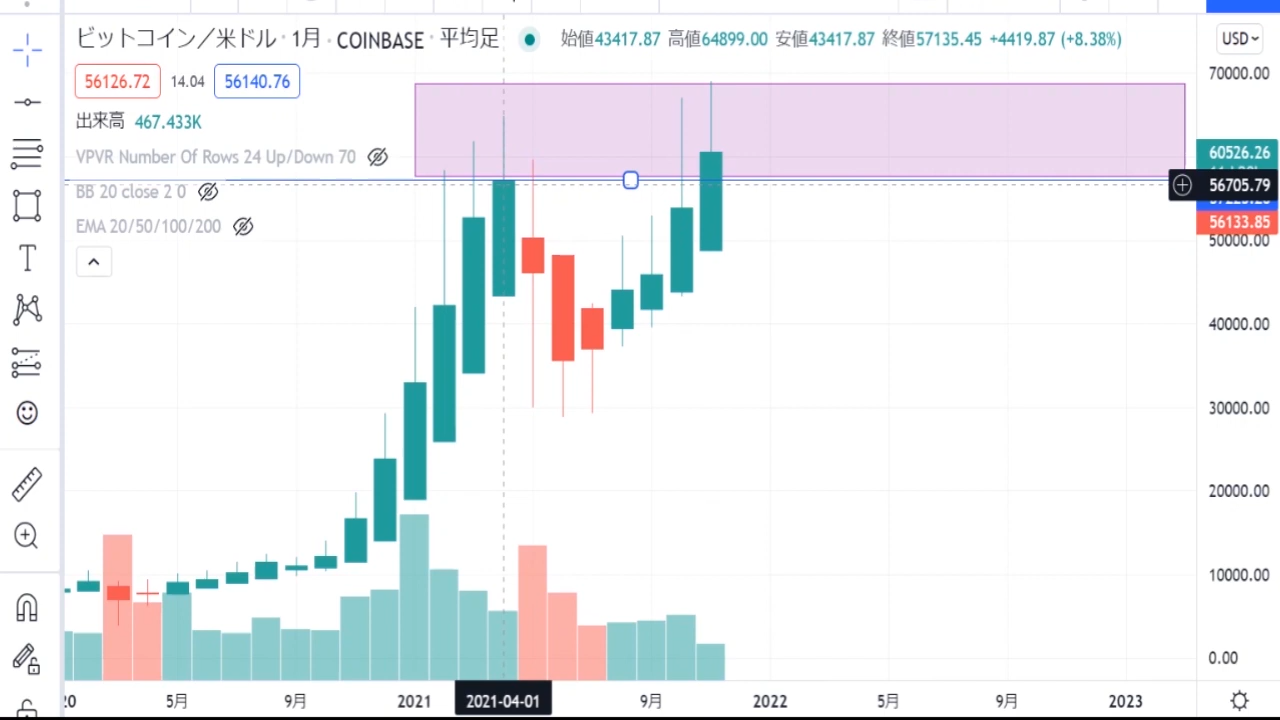 ビットコイン／米ドル · 1月 · COINBASE · 平均足 始値43417.87 高値64899.00 安値43417.87 終値57135.45 +4419.87 (+8.38%)
USD
56126.72 14.04 56140.76
70000.00
出来高 467.433K
VPVR Number Of Rows 24 Up/Down 70
60526.26
BB 20 close 2 0
56705.79
EMA 20/50/100/200
56133.85
50000.00
40000.00
30000.00
20000.00
10000.00
0.00
20 5月 9月 2021 2021-04-01 9月 2022 5月 9月 2023